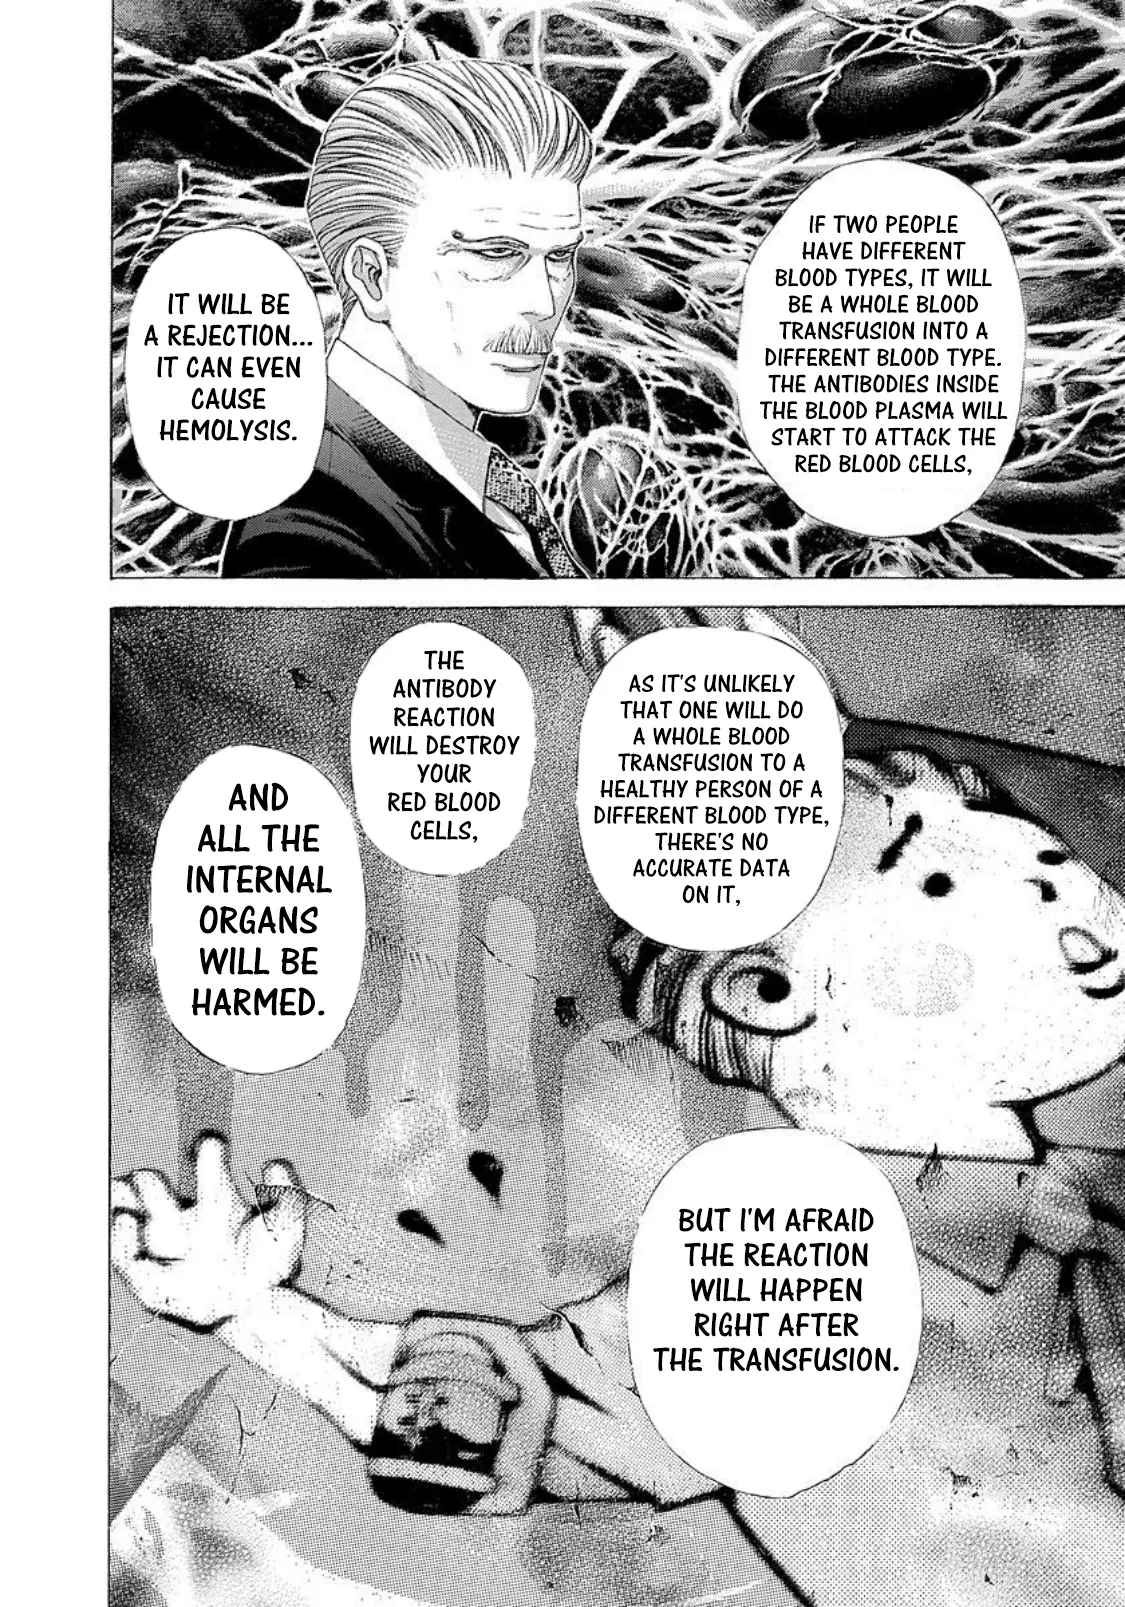 IF TWO PEOPLE
HAVE DIFFERENT
BLOOD TYPES, IT WILL
BE A WHOLE BLOOD
TRANSFUSION INTO A
DIFFERENT BLOOD TYPE.
THE ANTIBODIES INSIDE
THE BLOOD PLASMA WILL
START TO ATTACK THE
RED BLOOD CELLS,
IT WILL BE
A REJECTION...
IT CAN EVEN
CAUSE
HEMOLYSIS.
AS IT'S UNLIKELY
THAT ONE WILL DO
A WHOLE BLOOD
TRANSFUSION TO A
HEALTHY PERSON OF A
DIFFERENT BLOOD TYPE,
THERE'S NO
ACCURATE DATA
ON IT,
THE
ANTIBODY
REACTION
WILL DESTROY
YOUR
RED BLOOD
CELLS,
AND
ALL THE
INTERNAL
ORGANS
WILL BE
HARMED.
BUT I'M AFRAID
THE REACTION
WILL HAPPEN
RIGHT AFTER
THE TRANSFUSION.